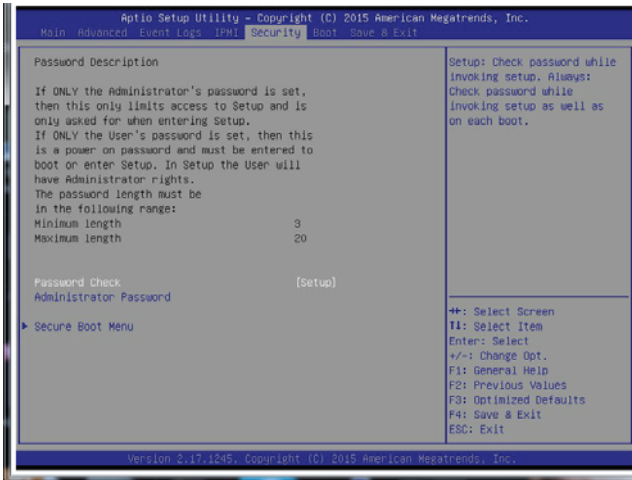 Aptio Setup Utility – Copyright (C) 2015 American Megatrends, Inc.
Main Advanced Event Logs IPMI Security Boot Save & Exit
Password Description
If ONLY the Administrator's password is set,
then this only limits access to Setup and is
only asked for when entering Setup.
If ONLY the User's password is set, then this
is a power on password and must be entered to
boot or enter Setup. In Setup the User will
have Administrator rights.
The password length must be
in the following range:
Minimum length 3
Maximum length 20
Password Check [Setup]
Administrator Password
Secure Boot Menu
Setup: Check password while
invoking setup. Always:
Check password while
invoking setup as well as
on each boot.
→←: Select Screen
↑↓: Select Item
Enter: Select
+/-: Change Opt.
F1: General Help
F2: Previous Values
F3: Optimized Defaults
F4: Save & Exit
ESC: Exit
Version 2.17.1245. Copyright (C) 2015 American Megatrends, Inc.